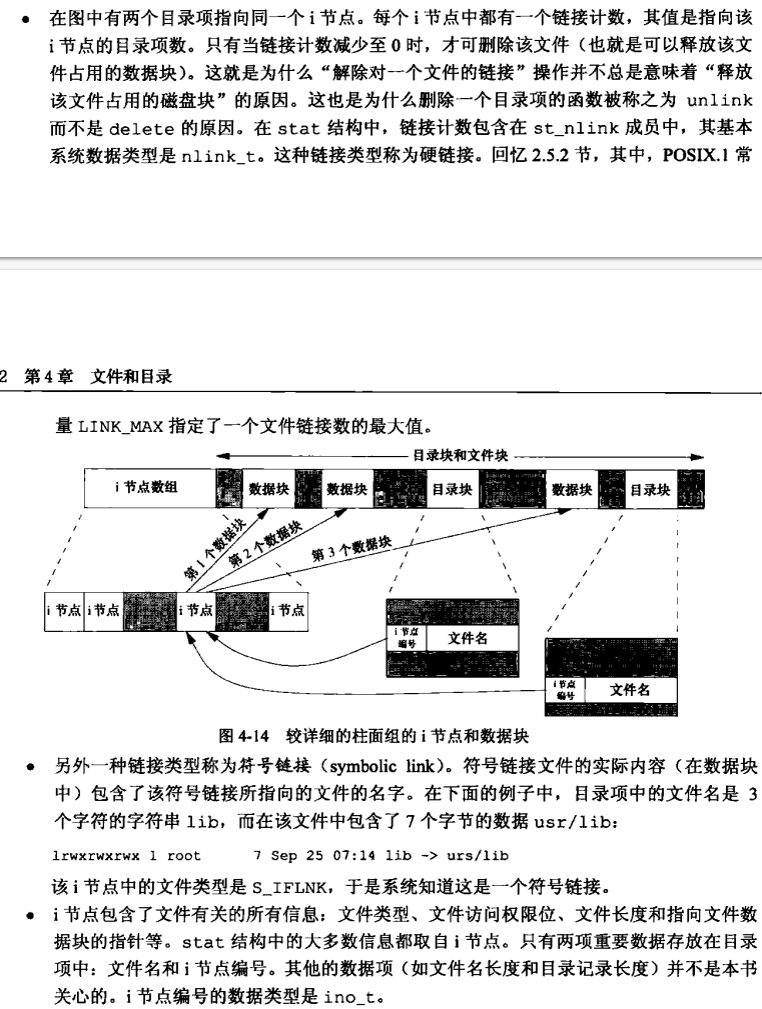 ● 在图中有两个目录项指向同一个i节点。每个i节点中都有一个链接计数，其值是指向该
i节点的目录项数。只有当链接计数减少至0时，才可删除该文件（也就是可以释放该文
件占用的数据块）。这就是为什么“解除对一个文件的链接”操作并不总是意味着“释放
该文件占用的磁盘块”的原因。这也是为什么删除一个目录项的函数被称之为 unlink
而不是 delete 的原因。在 stat 结构中，链接计数包含在 st_nlink 成员中，其基本
系统数据类型是 nlink_t。这种链接类型称为硬链接。回忆 2.5.2 节，其中，POSIX.1 常
2 第4章 文件和目录
量 LINK_MAX 指定了一个文件链接数的最大值。
目录块和文件块
i节点数组 数据块 数据块 目录块 数据块 目录块
第1个数据块
第2个数据块
第3个数据块
i节点 i节点 i节点 i节点
i节点编号 文件名
i节点编号 文件名
图 4-14 较详细的柱面组的i节点和数据块
● 另外一种链接类型称为符号链接（symbolic link）。符号链接文件的实际内容（在数据块
中）包含了该符号链接所指向的文件的名字。在下面的例子中，目录项中的文件名是 3
个字符的字符串 lib，而在该文件中包含了 7 个字节的数据 usr/lib：
lrwxrwxrwx 1 root 7 Sep 25 07:14 lib -> urs/lib
该i节点中的文件类型是 S_IFLNK，于是系统知道这是一个符号链接。
● i节点包含了文件有关的所有信息：文件类型、文件访问权限位、文件长度和指向文件数
据块的指针等。stat 结构中的大多数信息都取自i节点。只有两项重要数据存放在目录
项中：文件名和i节点编号。其他的数据项（如文件名长度和目录记录长度）并不是本书
关心的。i节点编号的数据类型是 ino_t。